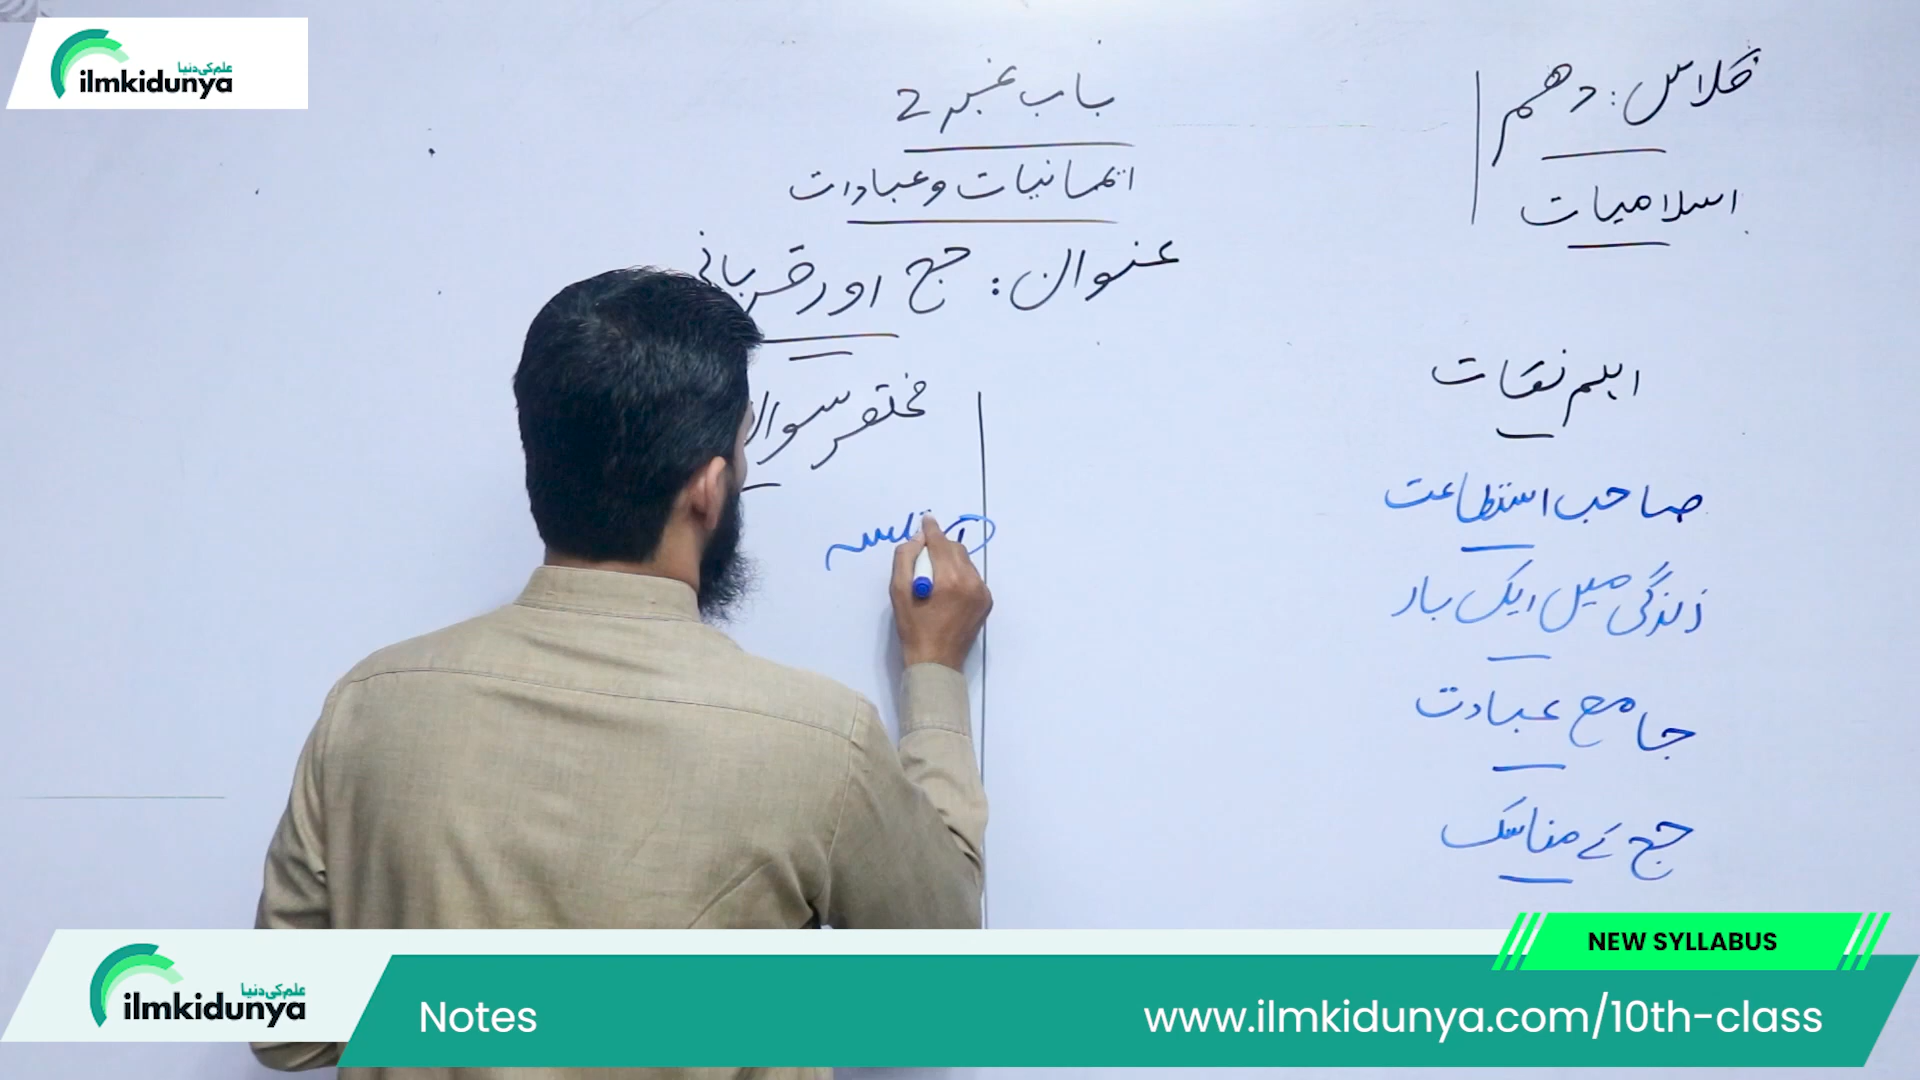 علم کی دنیا
ilmkidunya
کلاس: دہم
اسلامیات
باب نمبر 2
ایمانیات و عبادات
عنوان: حج اور قربانی
مختصر سوال
اہم نقات
صاحب استطاعت
زندگی میں ایک بار
جامع عبادت
حج کے مناسک
NEW SYLLABUS
علم کی دنیا
ilmkidunya
Notes
www.ilmkidunya.com/10th-class